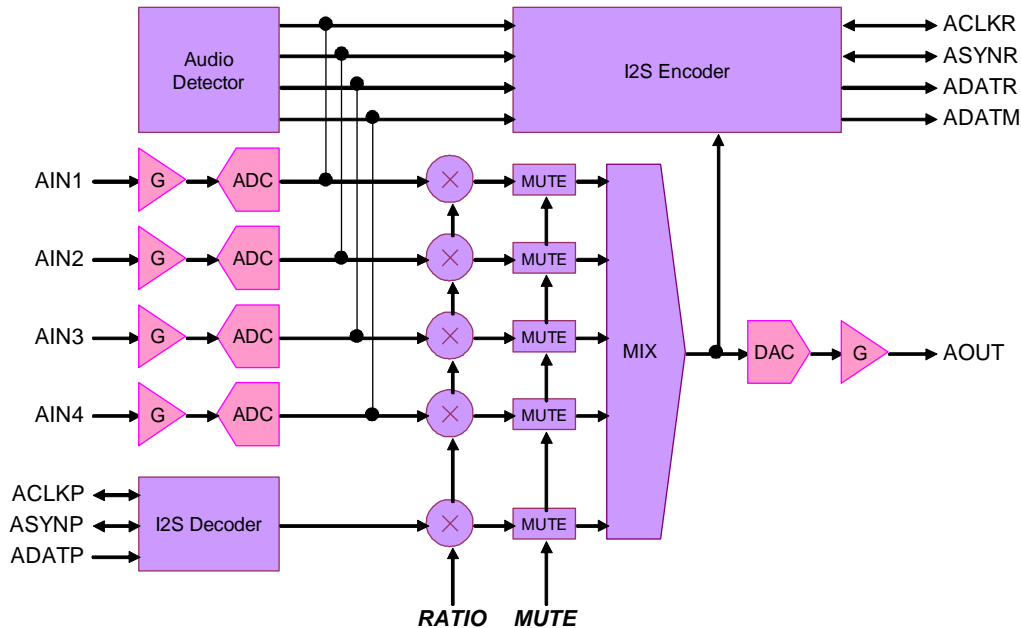 Audio
Detector
I2S Encoder
ACLKR
ASYNR
ADATR
ADATM
AIN1
G
ADC
×
MUTE
AIN2
G
ADC
×
MUTE
AIN3
G
ADC
×
MUTE
MIX
DAC
G
AOUT
AIN4
G
ADC
×
MUTE
ACLKP
ASYNP
ADATP
I2S Decoder
×
MUTE
RATIO
MUTE